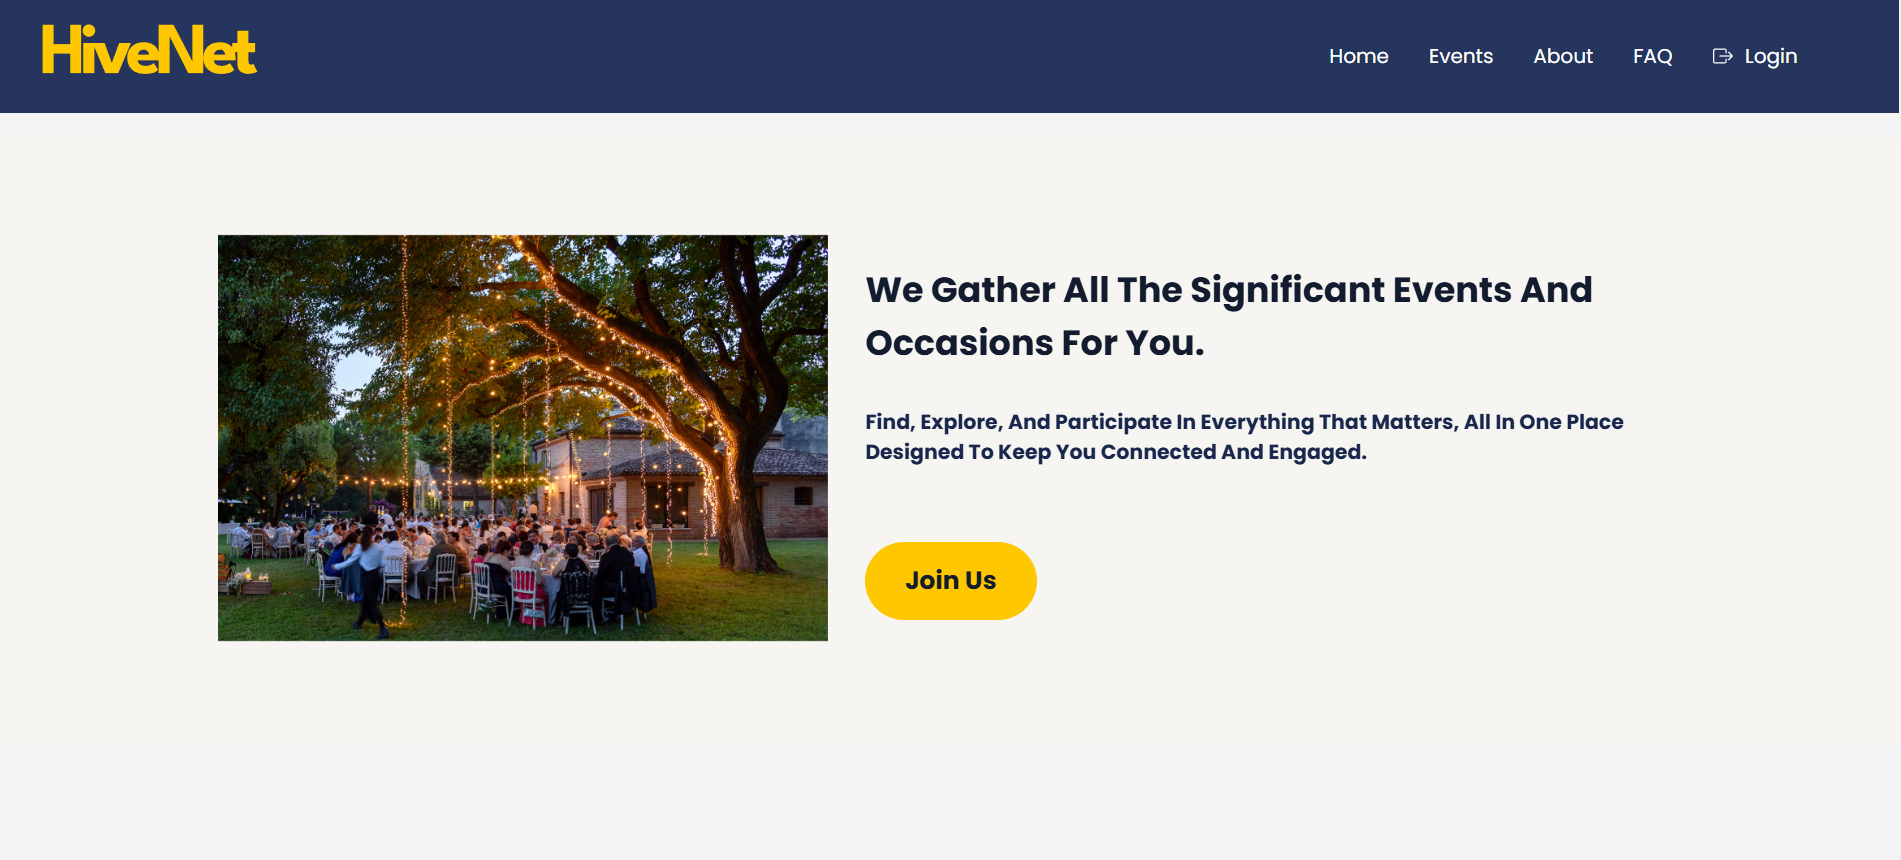 HiveNet
Home Events About FAQ Login
We Gather All The Significant Events And
Occasions For You.
Find, Explore, And Participate In Everything That Matters, All In One Place
Designed To Keep You Connected And Engaged.
Join Us